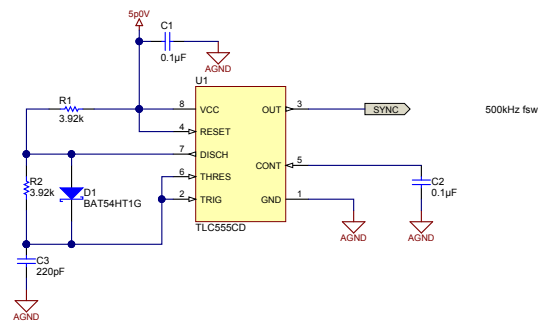 5p0V
C1
0.1µF
AGND
U1
R1
3.92k
8 VCC OUT 3 SYNC 500kHz fsw
4 RESET
7 DISCH
CONT 5
6 THRES
R2
3.92k
D1
BAT54HT1G
C2
0.1µF
2 TRIG GND 1
TLC555CD
AGND
AGND
C3
220pF
AGND